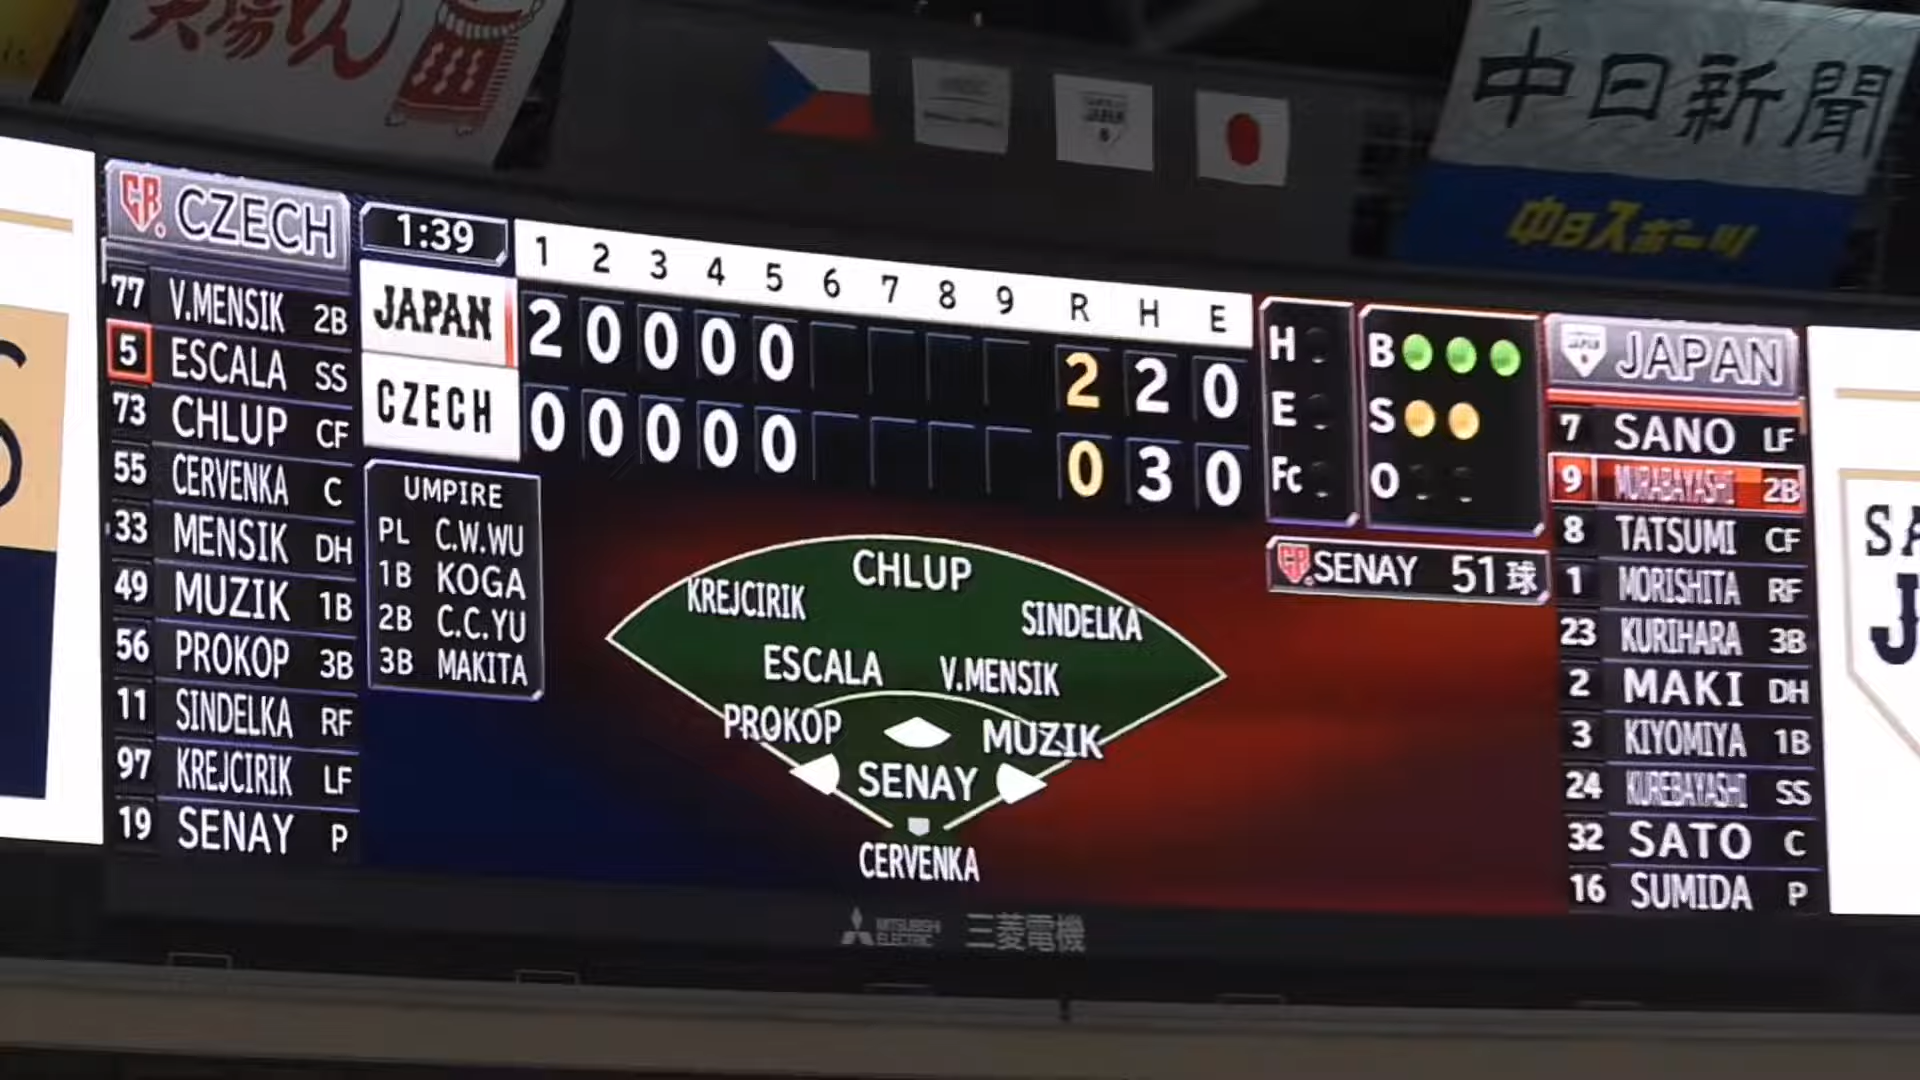 中日新聞
中日スポーツ
CZECH
77 V.MENSIK 2B
5 ESCALA SS
73 CHLUP CF
55 CERVENKA C
33 MENSIK DH
49 MUZIK 1B
56 PROKOP 3B
11 SINDELKA RF
97 KREJCIRIK LF
19 SENAY P
1:39
1 2 3 4 5 6 7 8 9 R H E
JAPAN 2 0 0 0 0 2 2 0
CZECH 0 0 0 0 0 0 3 0
UMPIRE
PL C.W.WU
1B KOGA
2B C.C.YU
3B MAKITA
CHLUP
KREJCIRIK
SINDELKA
ESCALA
V.MENSIK
PROKOP
MUZIK
SENAY
CERVENKA
H
E
Fc
B
S
O
SENAY 51球
JAPAN
7 SANO LF
9 MURABAYASHI 2B
8 TATSUMI CF
1 MORISHITA RF
23 KURIHARA 3B
2 MAKI DH
3 KIYOMIYA 1B
24 KUREBAYASHI SS
32 SATO C
16 SUMIDA P
MITSUBISHI
ELECTRIC
三菱電機